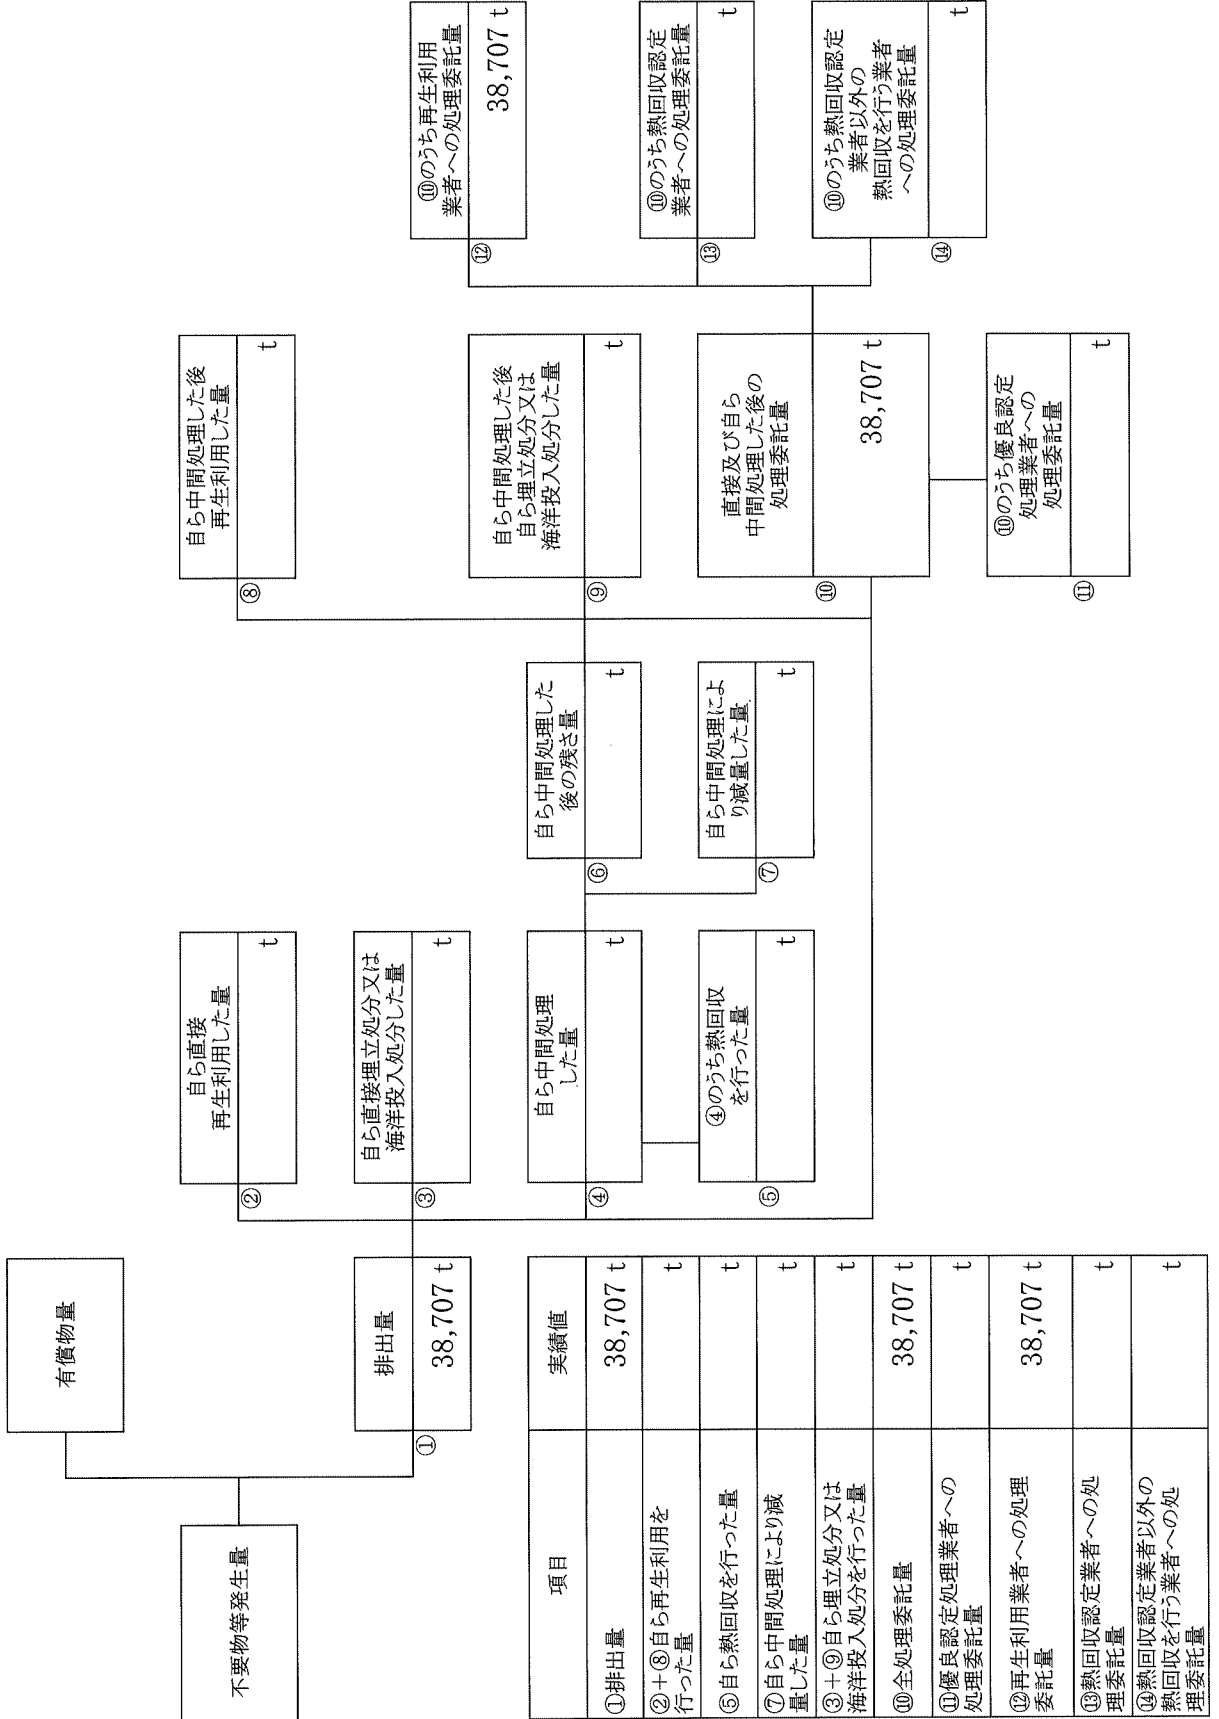 不要物等発生量
有償物量
①
排出量
38,707 t
②
自ら直接
再生利用した量
t
③
自ら直接埋立処分又は
海洋投入処分した量
t
④
自ら中間処理
した量
t
⑤
④のうち熱回収
を行った量
t
⑥
自ら中間処理した
後の残さ量
t
⑦
自ら中間処理によ
り減量した量
t
⑧
自ら中間処理した後
再生利用した量
t
⑨
自ら中間処理した後
自ら埋立処分又は
海洋投入処分した量
t
⑩
直接及び自ら
中間処理した後の
処理委託量
38,707 t
⑪
⑩のうち優良認定
処理業者への
処理委託量
t
⑫
⑩のうち再生利用
業者への処理委託量
38,707 t
⑬
⑩のうち熱回収認定
業者への処理委託量
t
⑭
⑩のうち熱回収認定
業者以外の
熱回収を行う業者
への処理委託量
t
項目 実績値
①排出量 38,707 t
②+⑧自ら再生利用を
行った量 t
⑤自ら熱回収を行った量 t
⑦自ら中間処理により減
量した量 t
③+⑨自ら埋立処分又は
海洋投入処分を行った量 t
⑩全処理委託量 38,707 t
⑪優良認定処理業者への
処理委託量 t
⑫再生利用業者への処理
委託量 38,707 t
⑬熱回収認定業者への処
理委託量 t
⑭熱回収認定業者以外の
熱回収を行う業者への処
理委託量 t